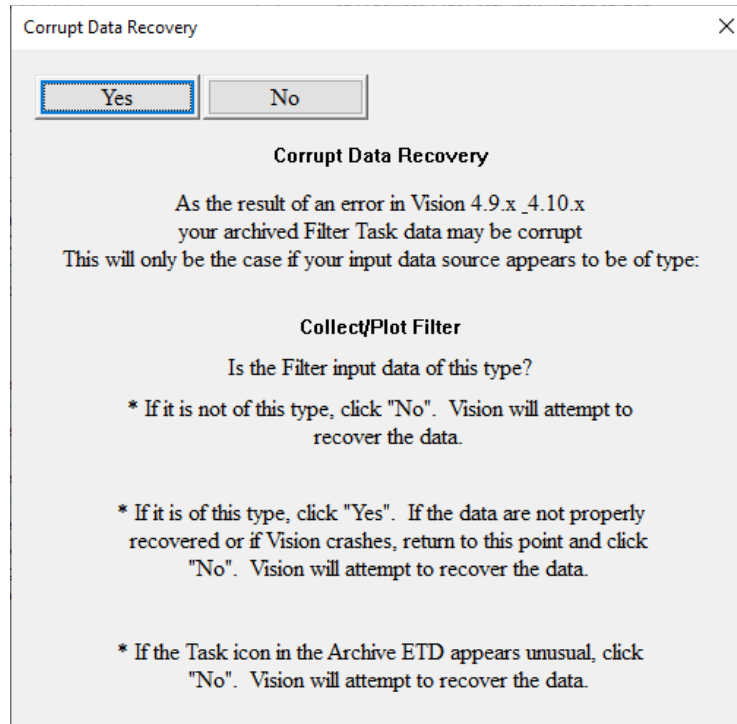 Corrupt Data Recovery
Yes No
Corrupt Data Recovery
As the result of an error in Vision 4.9.x _4.10.x
your archived Filter Task data may be corrupt
This will only be the case if your input data source appears to be of type:
Collect/Plot Filter
Is the Filter input data of this type?
* If it is not of this type, click "No".  Vision will attempt to
recover the data.
* If it is of this type, click "Yes".  If the data are not properly
recovered or if Vision crashes, return to this point and click
"No".  Vision will attempt to recover the data.
* If the Task icon in the Archive ETD appears unusual, click
"No".  Vision will attempt to recover the data.